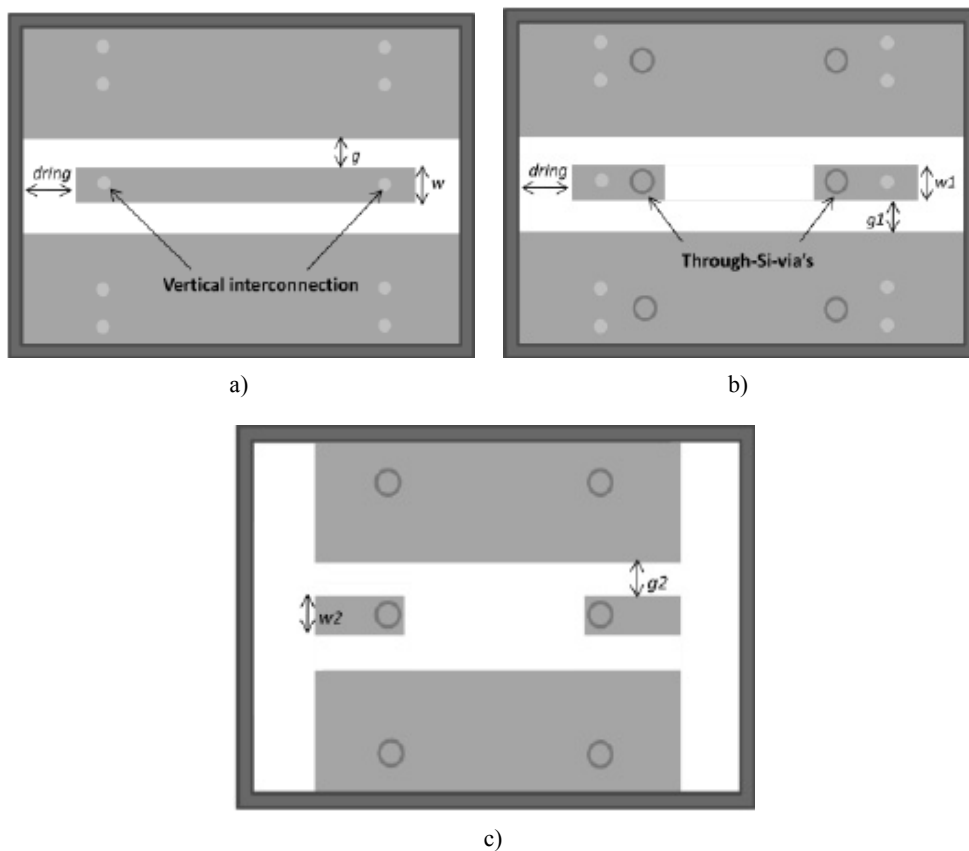 dring
g
w
Vertical interconnection
a)
dring
w1
g1
Through-Si-via's
b)
g2
w2
c)